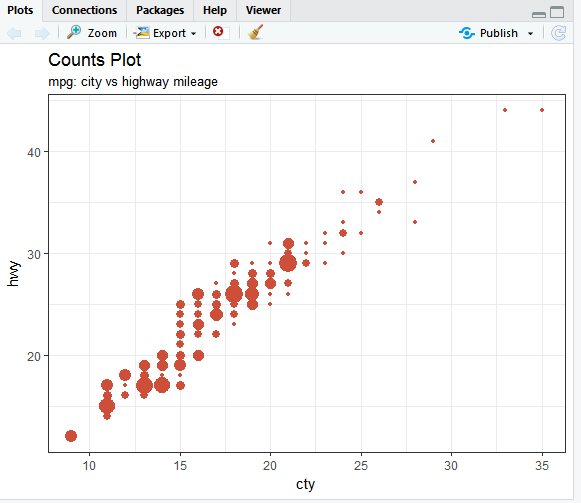 Plots Connections Packages Help Viewer
Zoom Export Publish
Counts Plot
mpg: city vs highway mileage
40
30
20
hwy
10 15 20 25 30 35
cty